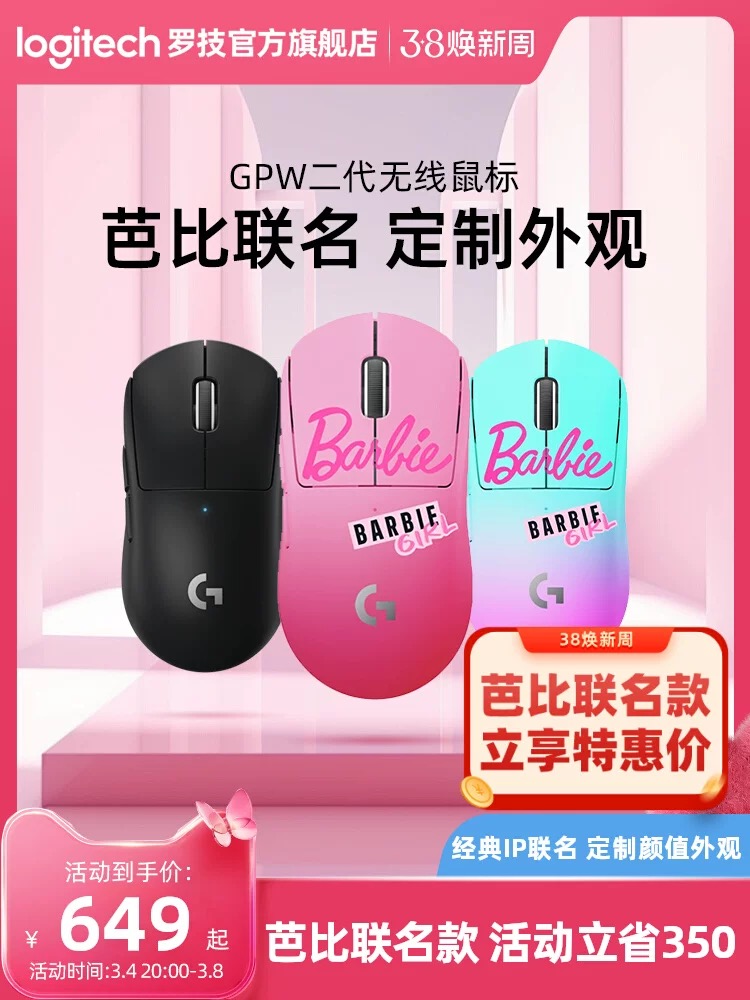 logitech 罗技官方旗舰店 | 3·8焕新周
GPW二代无线鼠标
芭比联名 定制外观
Barbie
BARBIE
GIRL
Barbie
BARBIE
GIRL
38焕新周
芭比联名款
立享特惠价
经典IP联名 定制颜值外观
活动到手价:
¥ 649 起
活动时间:3.4 20:00-3.8
芭比联名款 活动立省350